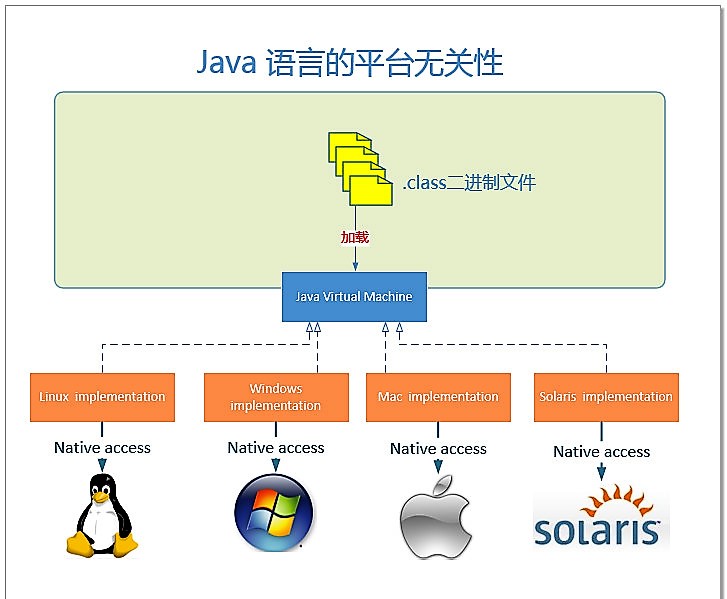 Java 语言的平台无关性
.class二进制文件
加载
Java Virtual Machine
Linux implementation
Windows
implementation
Mac implementation
Solaris implementation
Native access
Native access
Native access
Native access
solaris